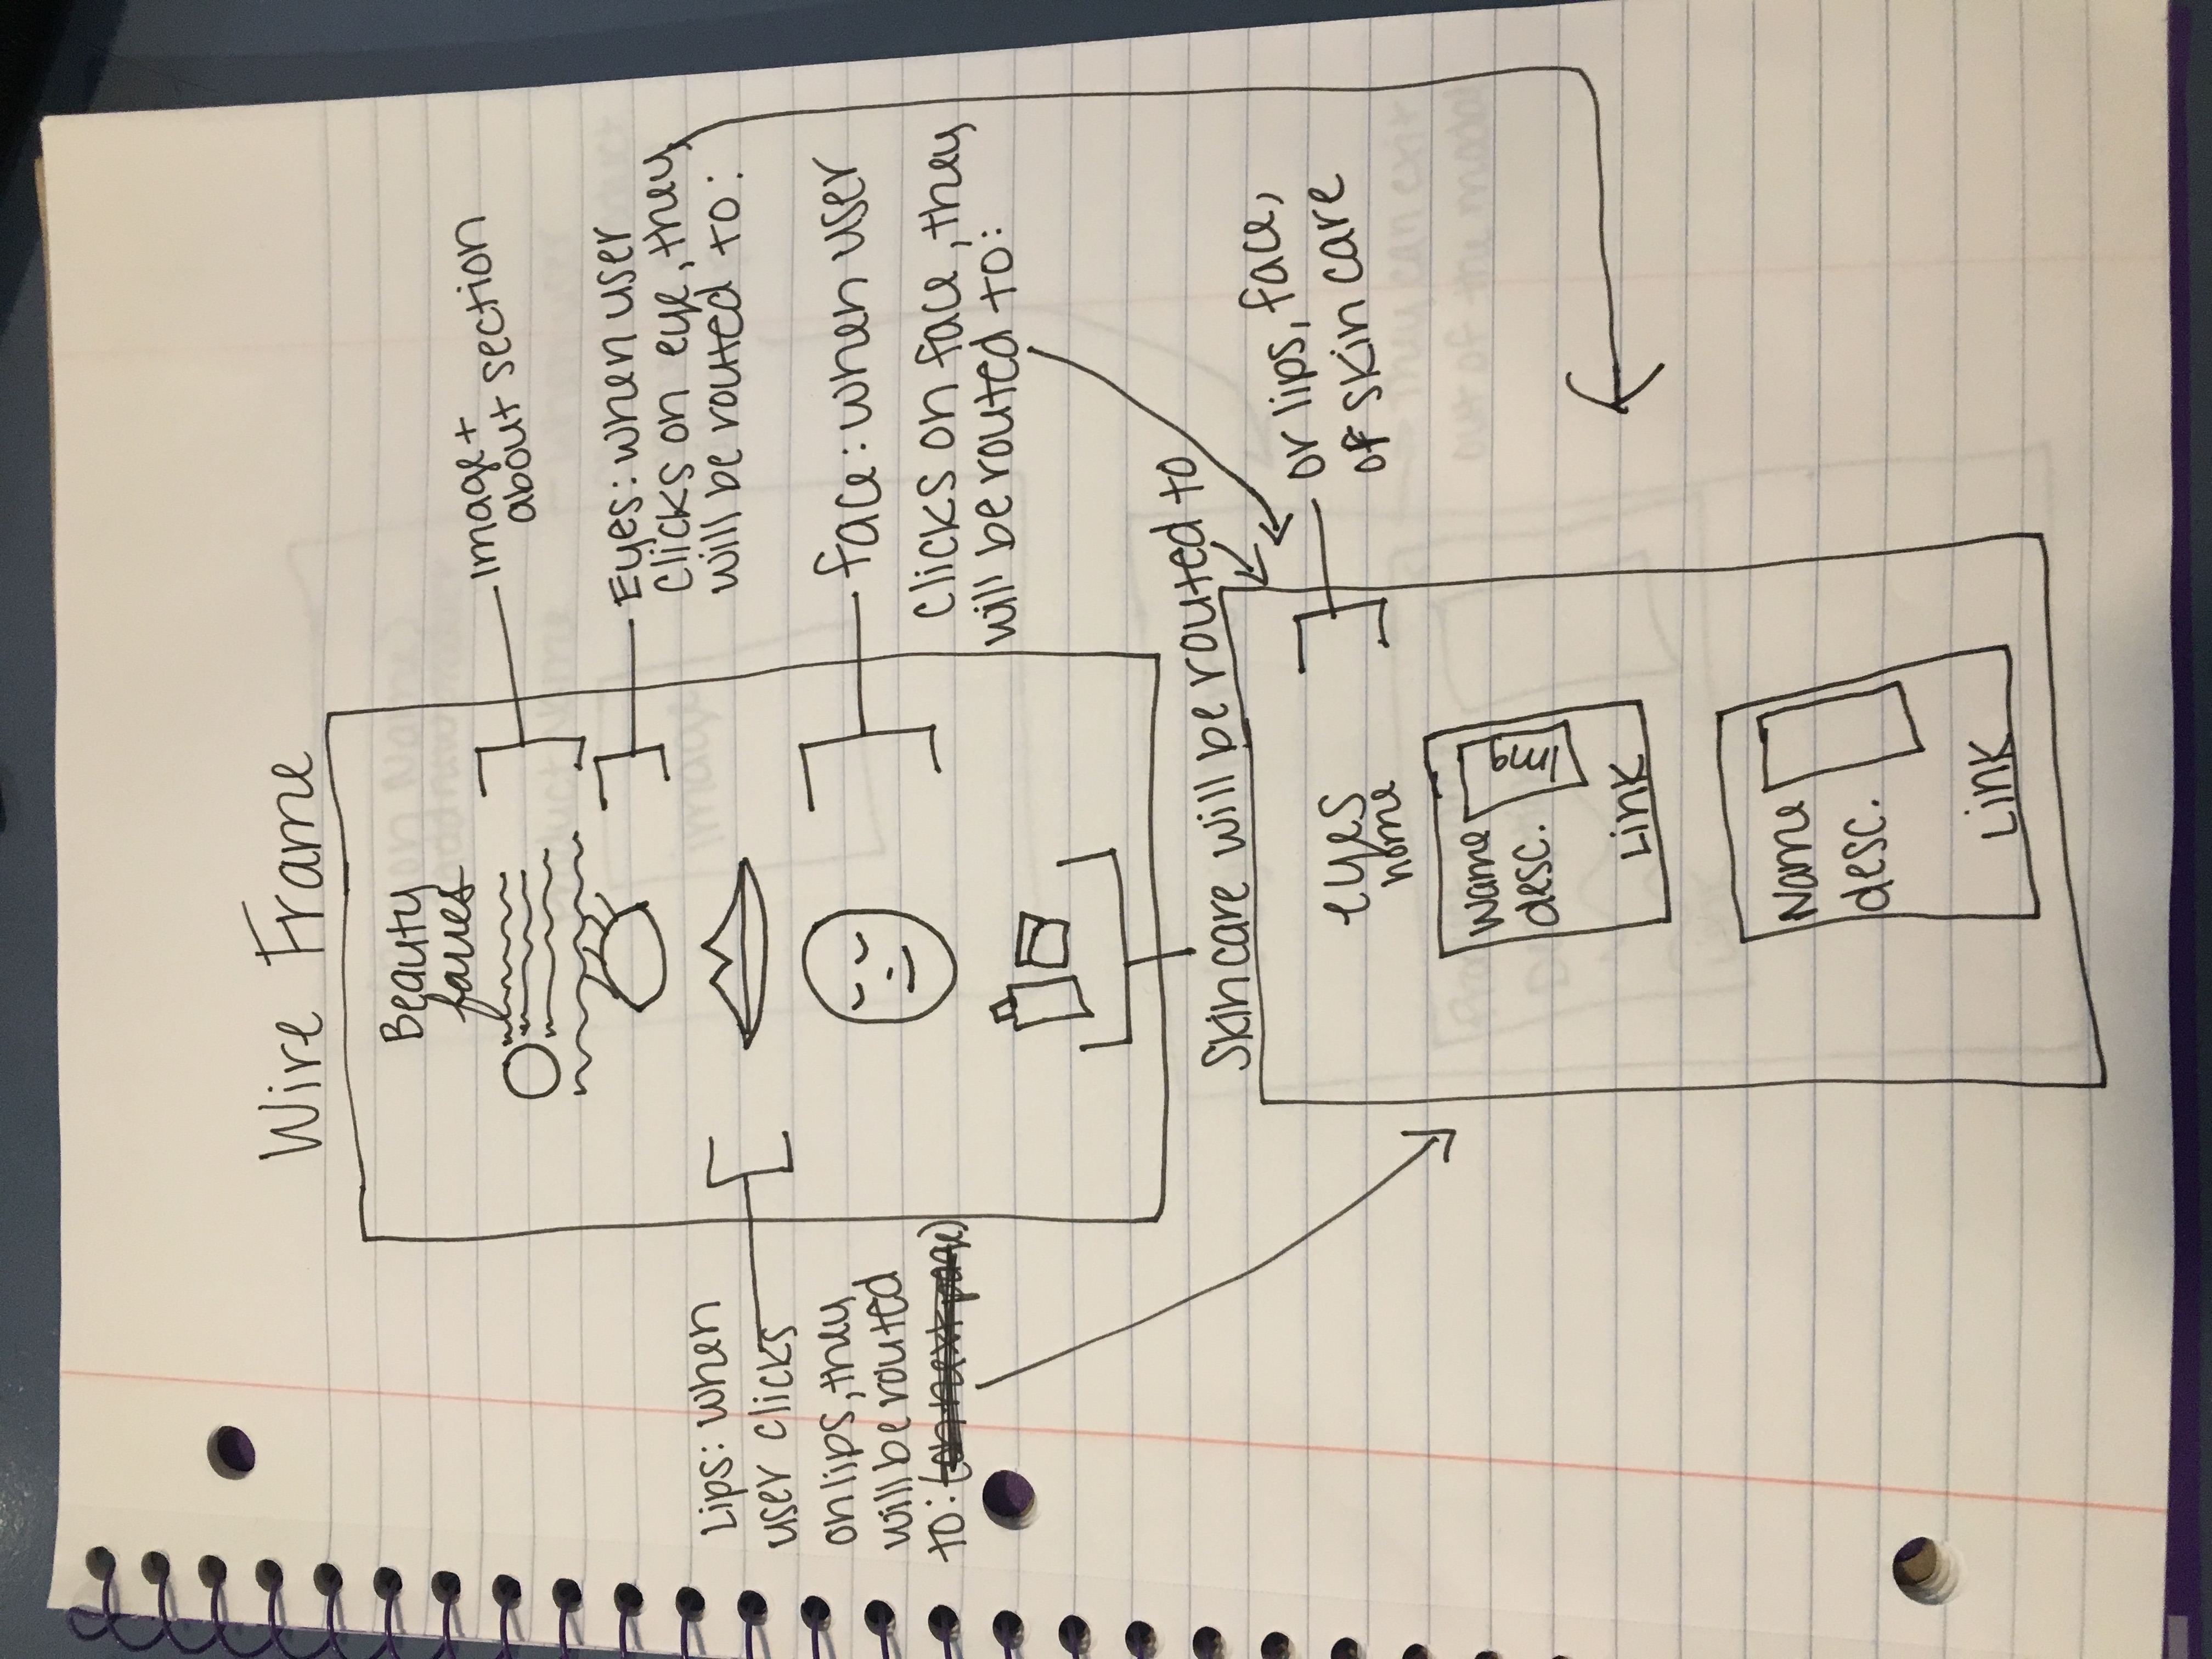 Wire Frame
Beauty
faves
Image +
about section
Eyes: when user
clicks on eye, they
will be routed to:
Lips: when
user clicks
on lips, they
will be routed
to: (on next page)
face: when user
clicks on face, they
will be routed to:
Skincare will be routed to
eyes
home
or lips, face,
of skin care
Name
desc.
Img
Link
Name
desc.
Link